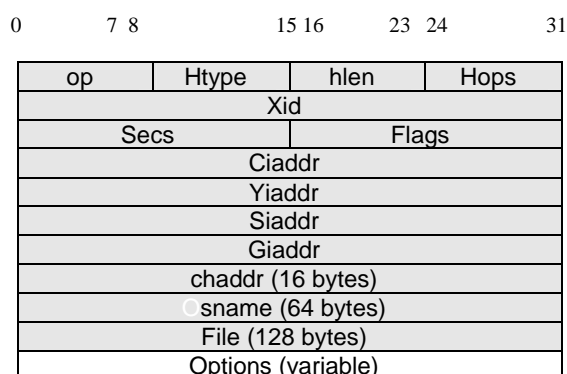 0 7 8 15 16 23 24 31
op Htype hlen Hops
Xid
Secs Flags
Ciaddr
Yiaddr
Siaddr
Giaddr
chaddr (16 bytes)
Osname (64 bytes)
File (128 bytes)
Options (variable)